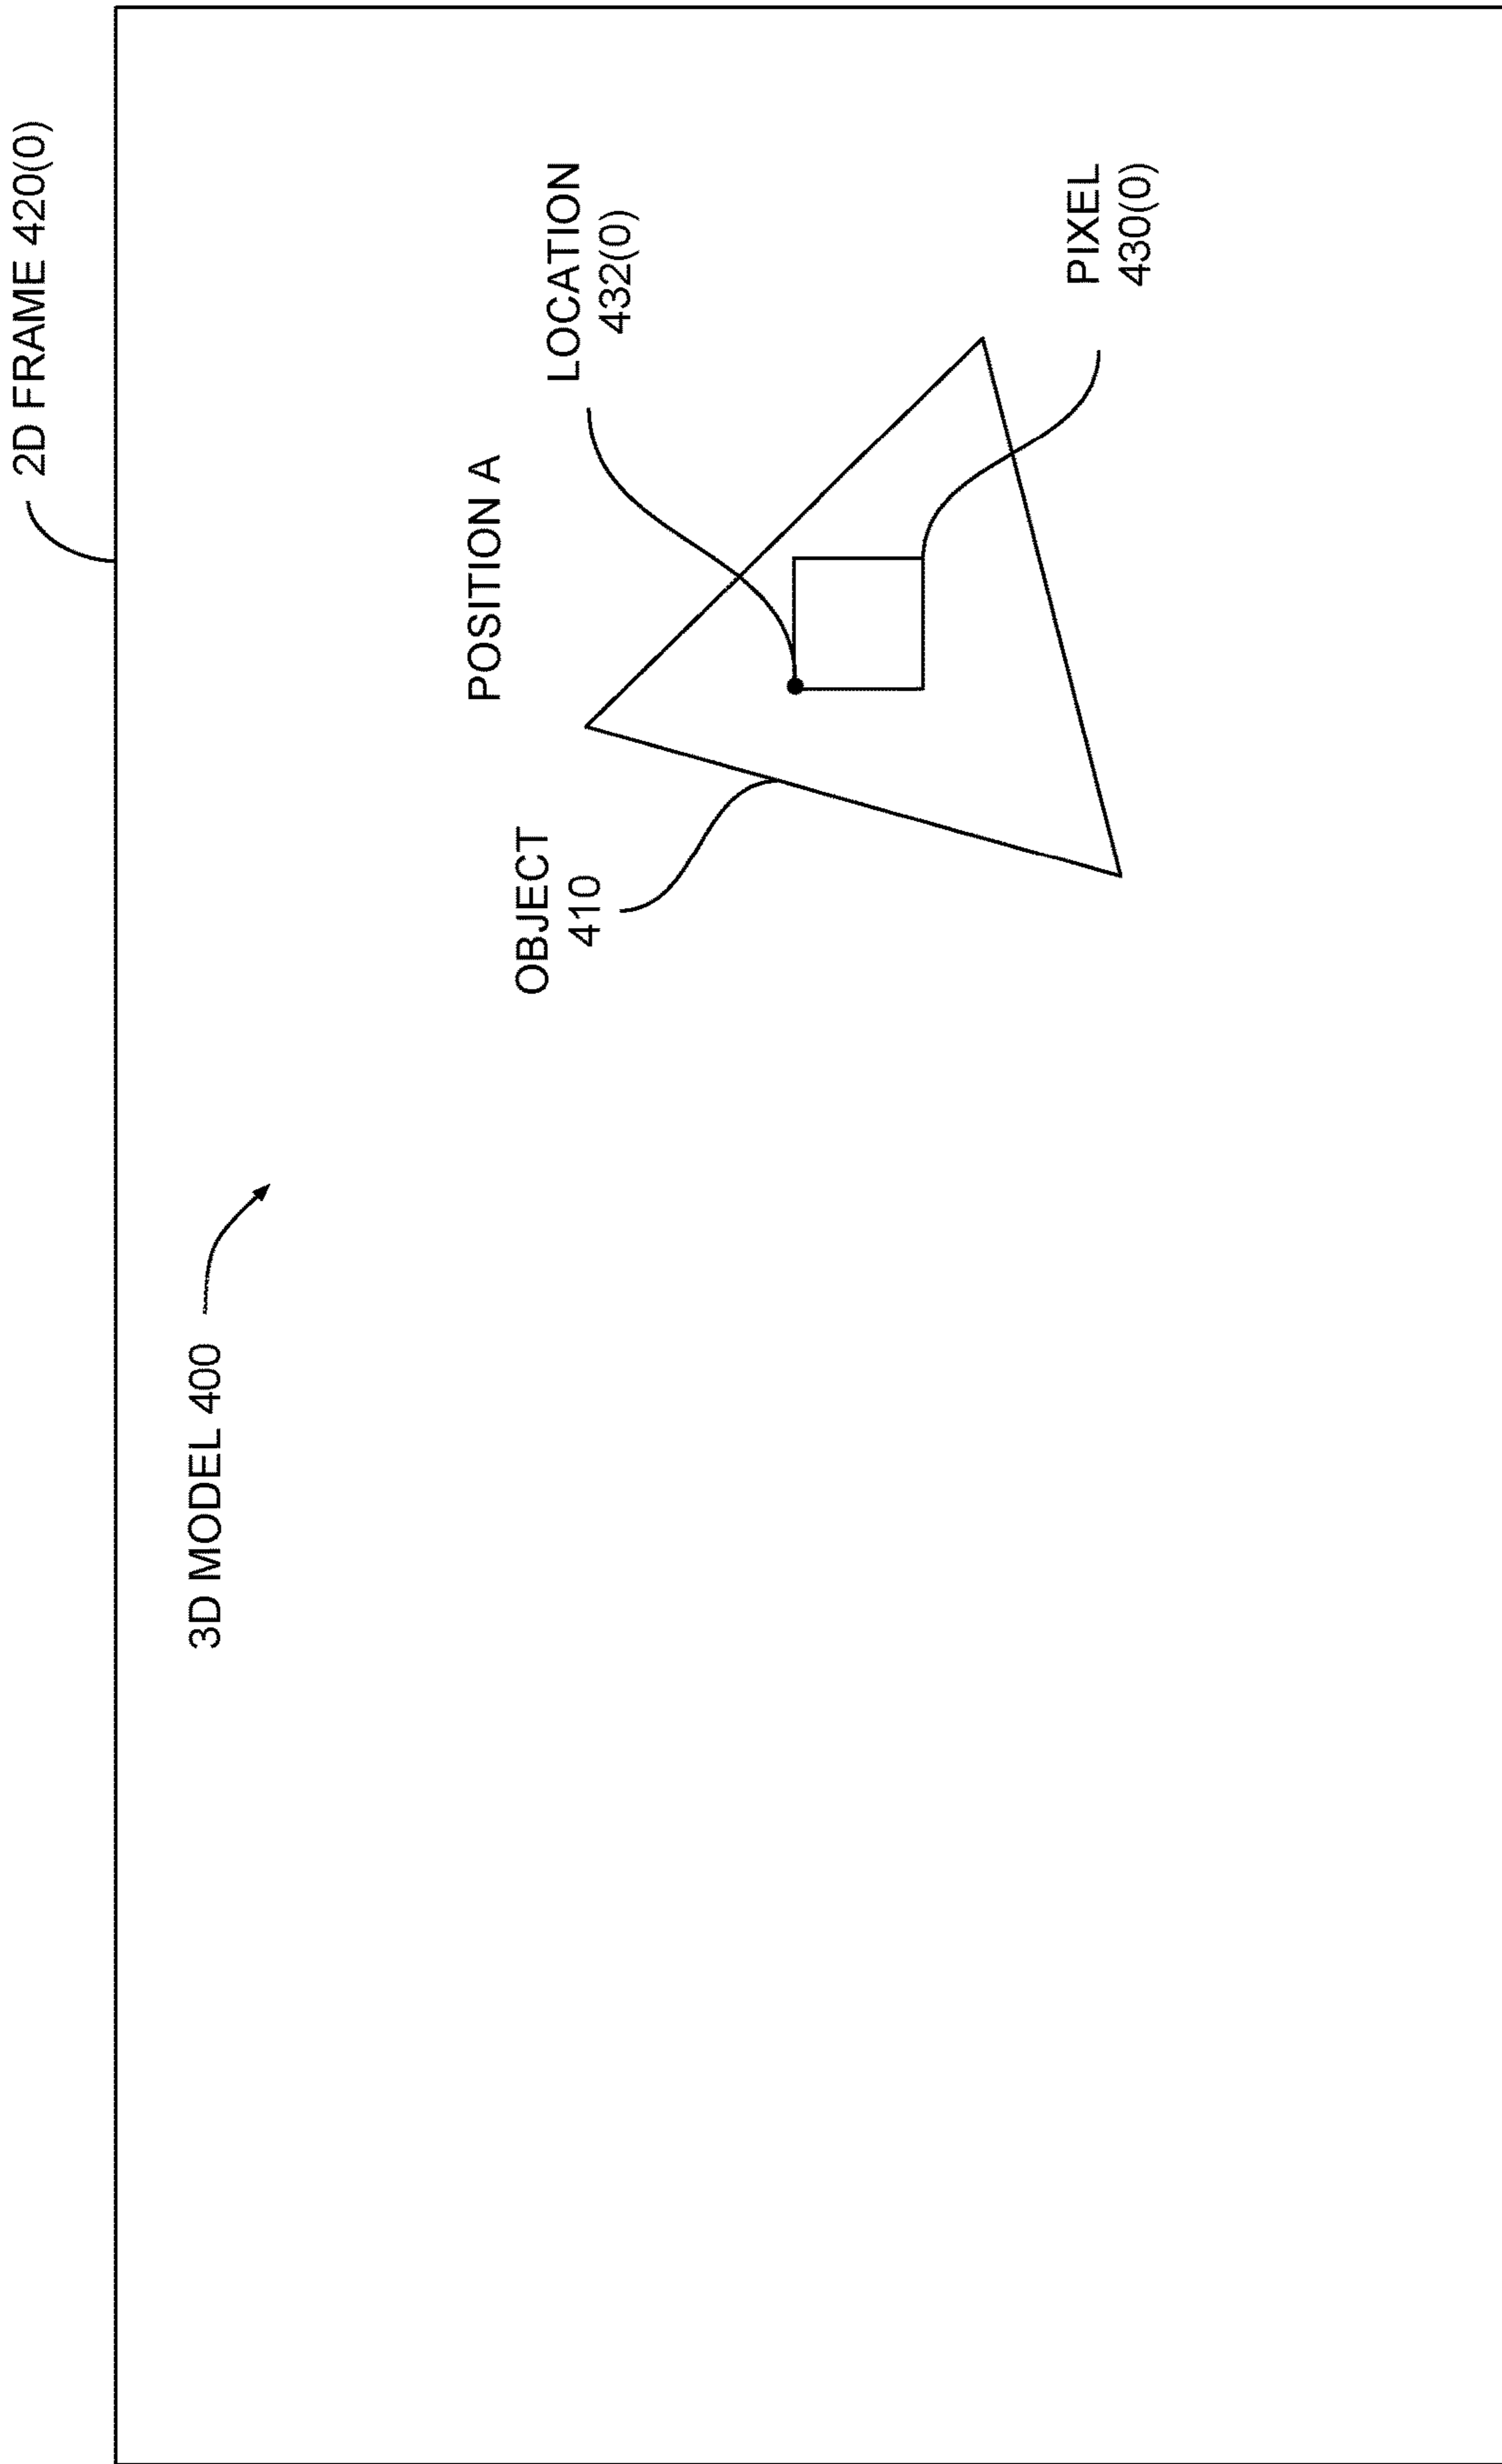 2D FRAME 420(0)
3D MODEL 400
POSITION A
OBJECT
410
LOCATION
432(0)
PIXEL
430(0)